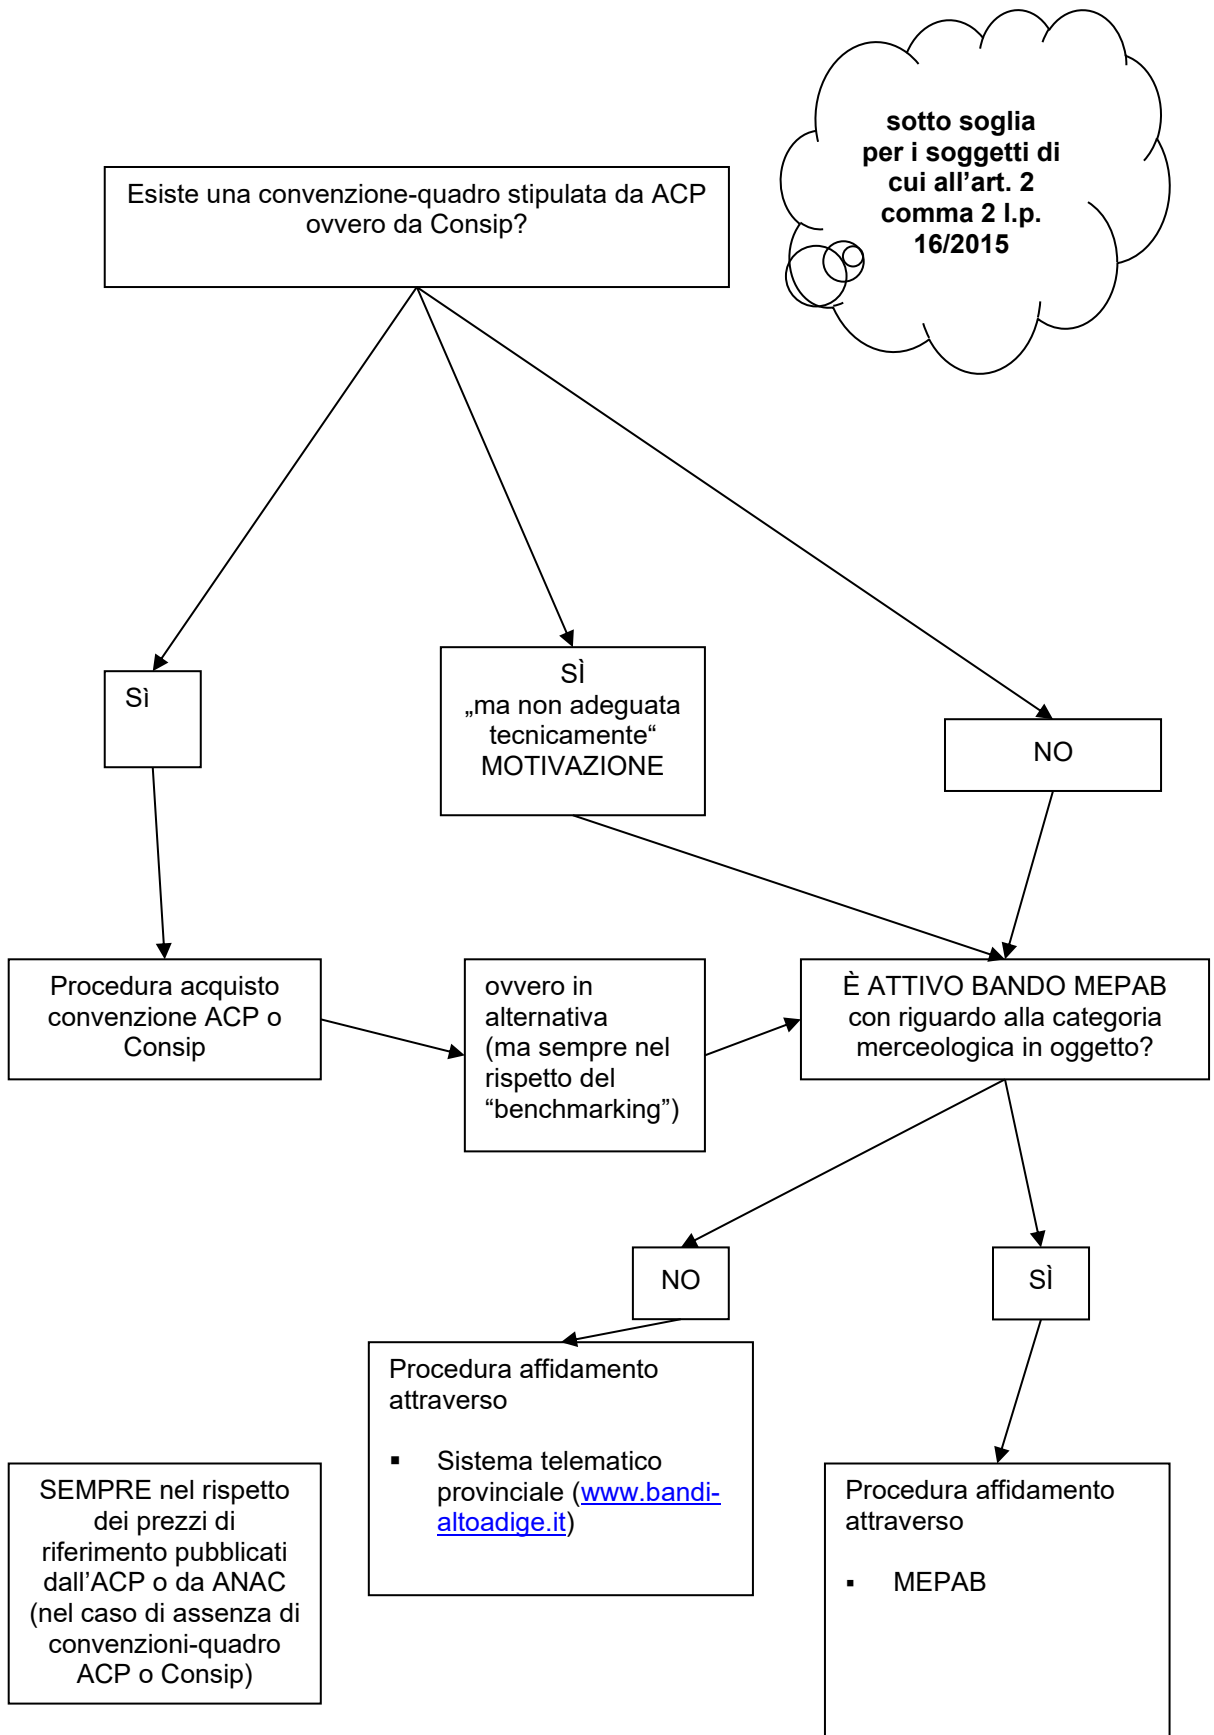 sotto soglia
per i soggetti di
cui all’art. 2
comma 2 l.p.
16/2015
Esiste una convenzione-quadro stipulata da ACP
ovvero da Consip?
Sì
SÌ
„ma non adeguata
tecnicamente“
MOTIVAZIONE
NO
Procedura acquisto
convenzione ACP o
Consip
ovvero in
alternativa
(ma sempre nel
rispetto del
“benchmarking”)
È ATTIVO BANDO MEPAB
con riguardo alla categoria
merceologica in oggetto?
NO
SÌ
Procedura affidamento
attraverso
▪ Sistema telematico
provinciale (www.bandi-
altoadige.it)
SEMPRE nel rispetto
dei prezzi di
riferimento pubblicati
dall’ACP o da ANAC
(nel caso di assenza di
convenzioni-quadro
ACP o Consip)
Procedura affidamento
attraverso
▪ MEPAB